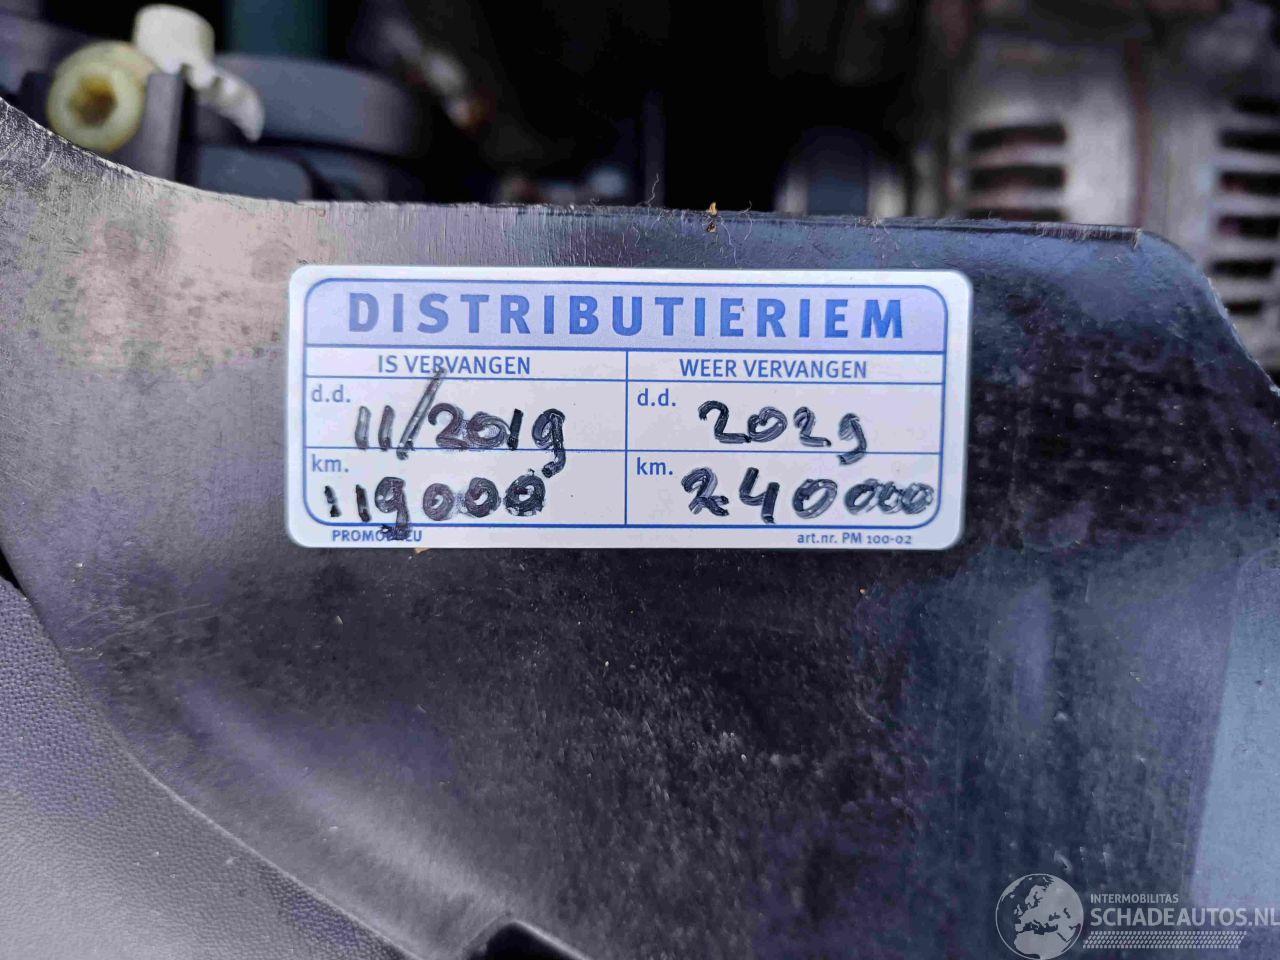 DISTRIBUTIERIEM
IS VERVANGEN WEER VERVANGEN
d.d. 11/2019 d.d. 2029
km. 119000 km. 240000
art.nr. PM 100-02
INTERMOBILITAS
SCHADEAUTOS.NL